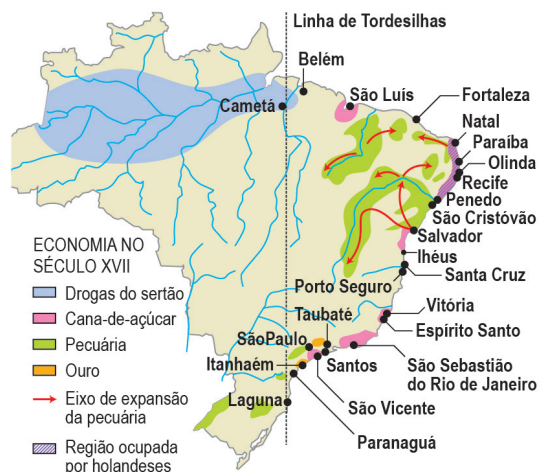 Linha de Tordesilhas
Belém
Cametá
São Luís
Fortaleza
Natal
Paraíba
Olinda
Recife
Penedo
São Cristóvão
Salvador
Ilhéus
Santa Cruz
Porto Seguro
Vitória
Espírito Santo
Taubaté
SãoPaulo
Santos
Itanhaém
São Sebastião
do Rio de Janeiro
São Vicente
Laguna
Paranaguá
ECONOMIA NO
SÉCULO XVII
Drogas do sertão
Cana-de-açúcar
Pecuária
Ouro
Eixo de expansão
da pecuária
Região ocupada
por holandeses